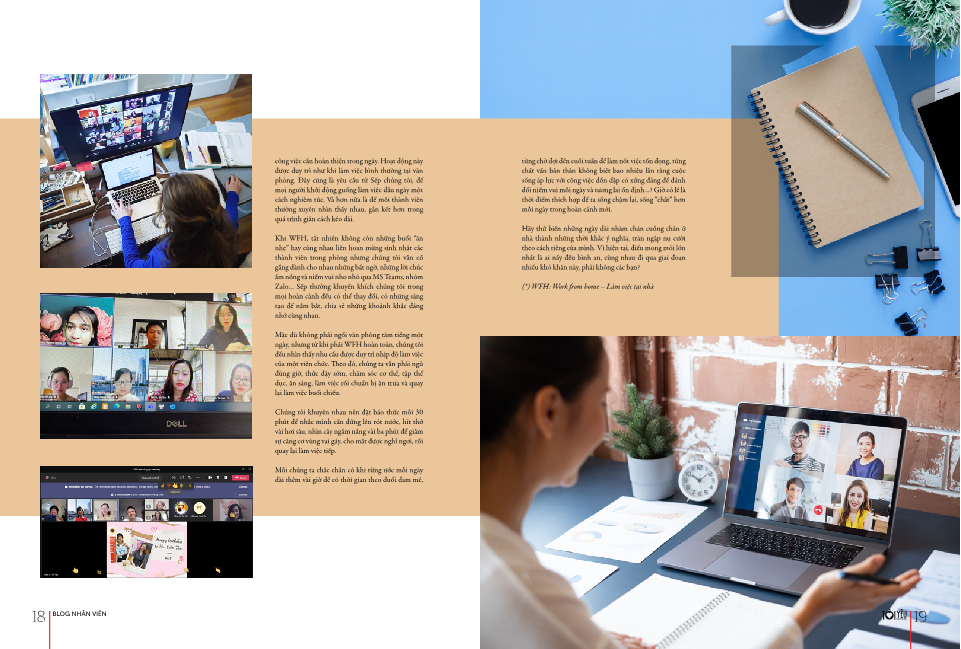 công việc cần hoàn thiện trong ngày. Hoạt động này
được duy trì như khi làm việc bình thường tại văn
phòng. Đây cũng là yêu cầu từ Sếp chúng tôi, để
mọi người khởi động guồng làm việc đầu ngày một
cách nghiêm túc. Và hơn nữa là để mỗi thành viên
thường xuyên nhìn thấy nhau, gắn kết hơn trong
quá trình giãn cách kéo dài.
Khi WFH, tất nhiên không còn những buổi “ăn
nhẹ” hay cùng nhau liên hoan mừng sinh nhật các
thành viên trong phòng nhưng chúng tôi vẫn cố
gắng dành cho nhau những bất ngờ, những lời chúc
ấm nồng và niềm vui nho nhỏ qua MS Teams, nhóm
Zalo... Sếp thường khuyến khích chúng tôi trong
mọi hoàn cảnh đều có thể thay đổi, có những sáng
tạo để nắm bắt, chia sẻ những khoảnh khắc đáng
nhớ cùng nhau.
Mặc dù không phải ngồi văn phòng tám tiếng một
ngày, nhưng từ khi phải WFH hoàn toàn, chúng tôi
đều nhìn thấy nhu cầu được duy trì nhịp độ làm việc
của một viên chức. Theo đó, chúng ta vẫn phải ngủ
đúng giờ, thức dậy sớm, chăm sóc cơ thể, tập thể
dục, ăn sáng, làm việc rồi chuẩn bị ăn trưa và quay
lại làm việc buổi chiều.
Chúng tôi khuyên nhau nên đặt báo thức mỗi 30
phút để nhắc mình cần đứng lên rót nước, hít thở
vài hơi sâu, nhìn cây ngắm nắng vài ba phút để giảm
sự căng cơ vùng vai gáy, cho mắt được nghỉ ngơi, rồi
quay lại làm việc tiếp.
Mỗi chúng ta chắc chắn có khi từng ước mỗi ngày
dài thêm vài giờ để có thời gian theo đuổi đam mê,
từng chờ đợi đến cuối tuần để làm nốt việc tồn đọng, từng
chất vấn bản thân không biết bao nhiêu lần rằng cuộc
sống áp lực với công việc dồn dập có xứng đáng để đánh
đổi niềm vui mỗi ngày và tương lai ổn định...? Giờ có lẽ là
thời điểm thích hợp để ta sống chậm lại, sống “chất” hơn
mỗi ngày trong hoàn cảnh mới.
Hãy thử biến những ngày dài nhàm chán cuồng chân ở
nhà thành những thời khắc ý nghĩa, tràn ngập nụ cười
theo cách riêng của mình. Vì hiện tại, điều mong mỏi lớn
nhất là ai nấy đều bình an, cùng nhau đi qua giai đoạn
nhiều khó khăn này, phải không các bạn?
(*) WFH: Work from home – Làm việc tại nhà
DELL
Happy birthday
18 BLOG NHÂN VIÊN
19